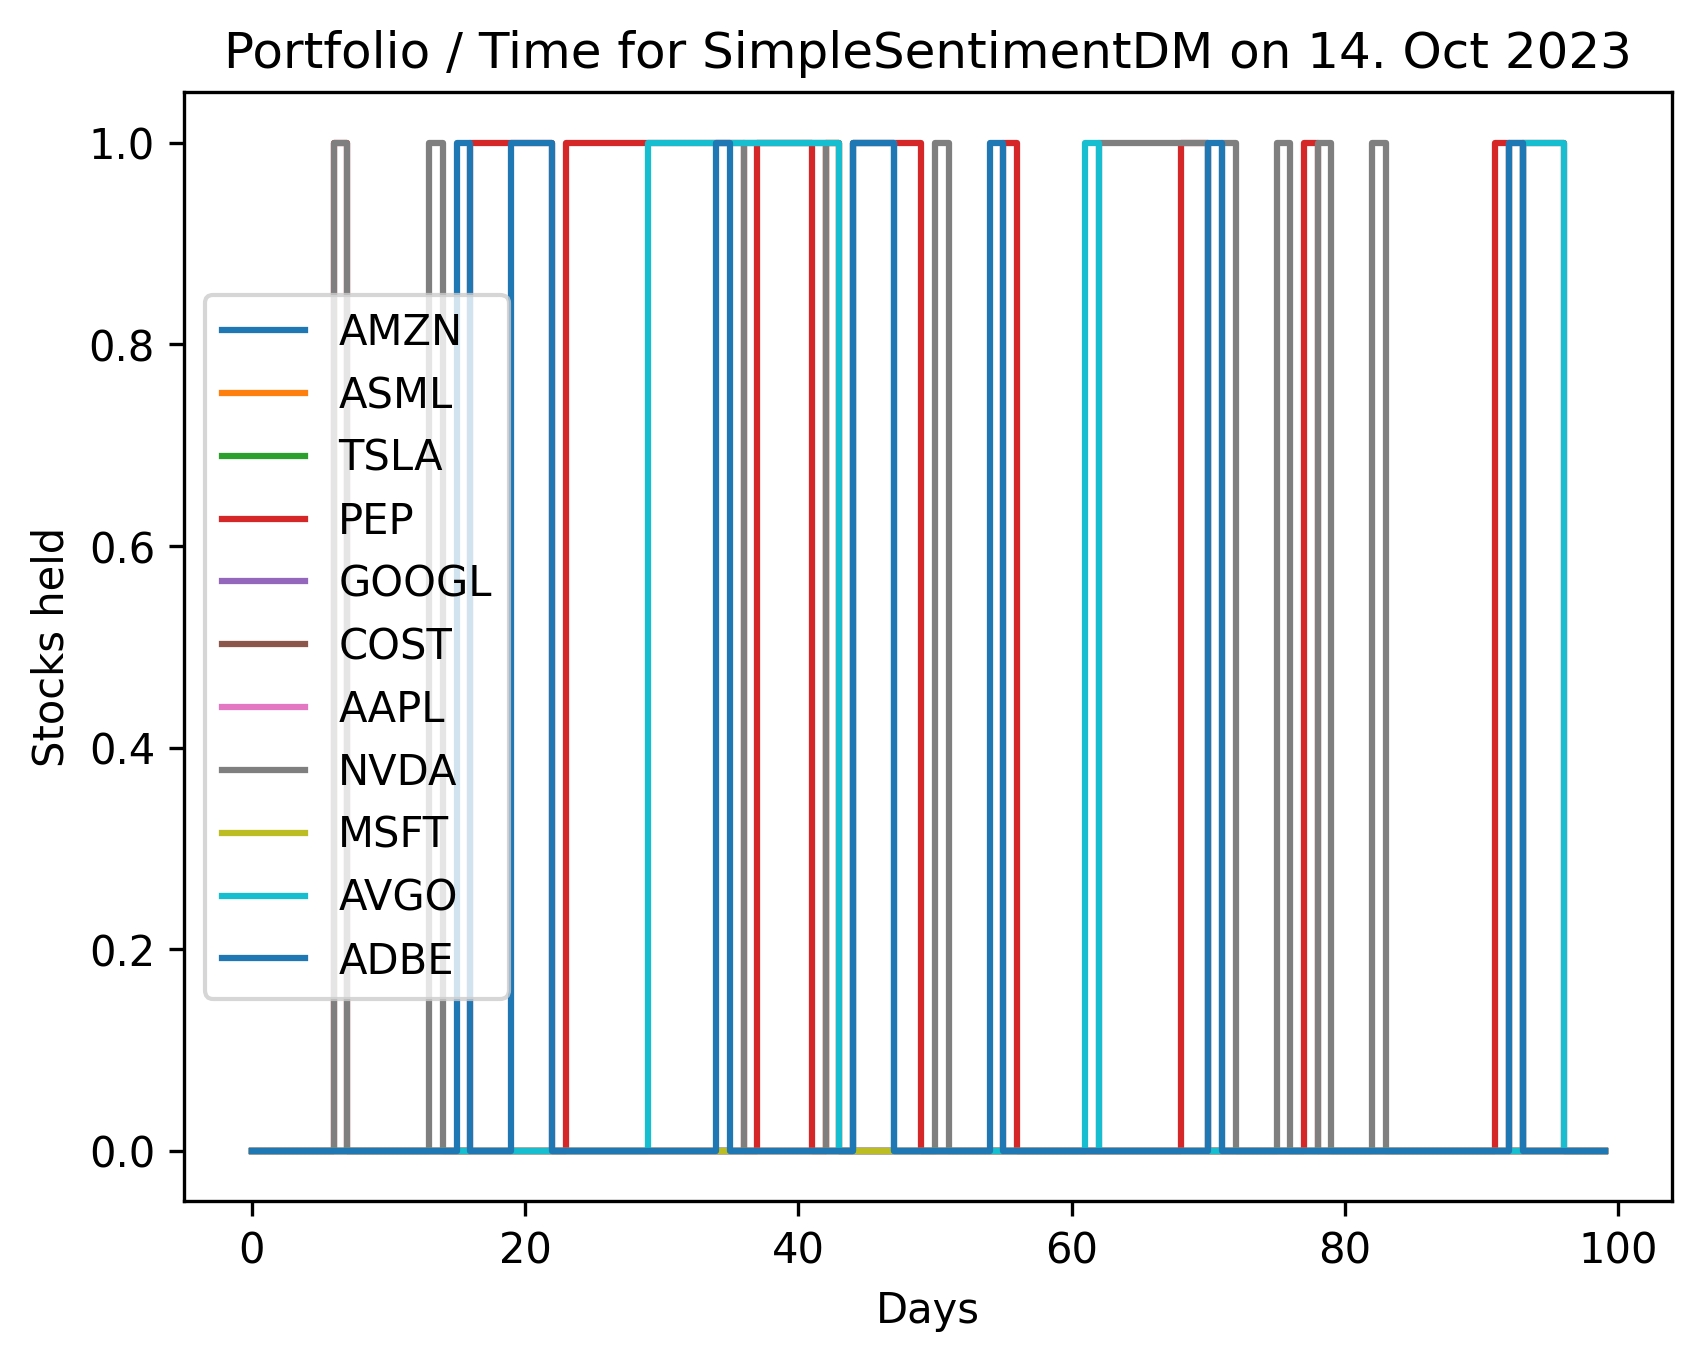 Portfolio / Time for SimpleSentimentDM on 14. Oct 2023
1.0
0.8
0.6
0.4
0.2
0.0
Stocks held
AMZN
ASML
TSLA
PEP
GOOGL
COST
AAPL
NVDA
MSFT
AVGO
ADBE
0 20 40 60 80 100
Days